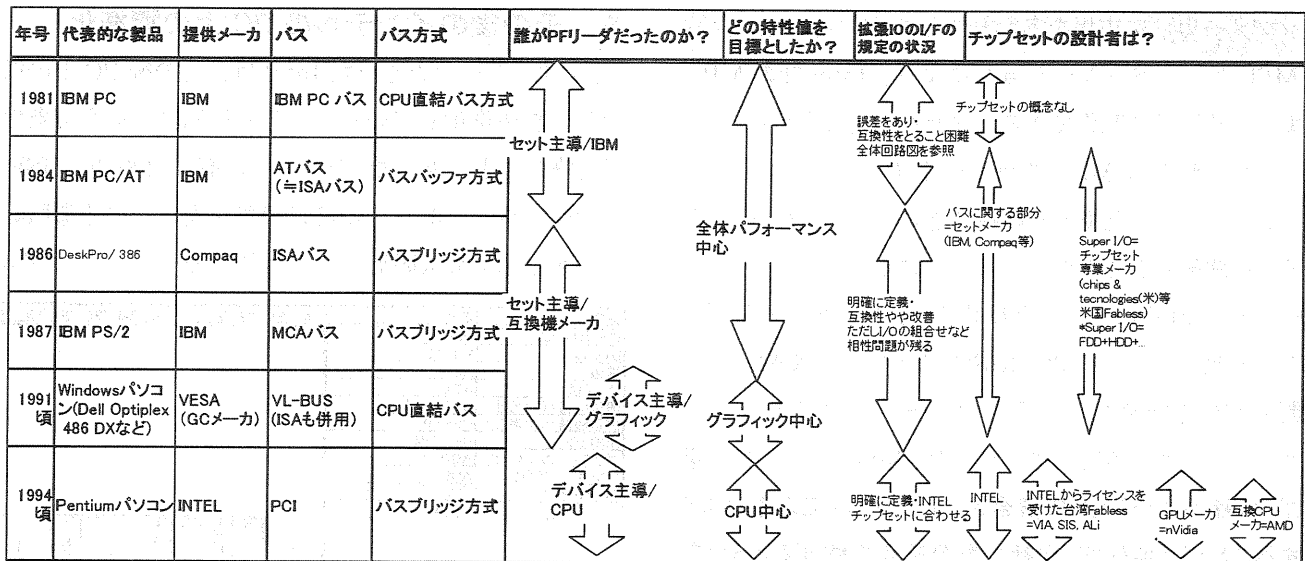 年号 代表的な製品 提供メーカ バス バス方式 誰がPFリーダだったのか? どの特性値を 拡張IOのI/Fの チップセットの設計者は?
目標としたか? 規定の状況
1981 IBM PC IBM IBM PC バス CPU直結バス方式
セット主導/IBM
誤差をあり・
互換性をとること困難
全体回路図を参照
チップセットの概念なし
1984 IBM PC/AT IBM ATバス
(≒ISAバス) バスバッファ方式
1986 DeskPro/ 386 Compaq ISAバス バスブリッジ方式
全体パフォーマンス
中心
バスに関する部分
=セットメーカ
(IBM, Compaq等)
Super I/O=
チップセット
専業メーカ
(chips &
tecnologies(米)等
米国Fabless)
*Super I/O=
FDD+HDD+...
1987 IBM PS/2 IBM MCAバス バスブリッジ方式
セット主導/
互換機メーカ
明確に定義・
互換性やや改善
ただしI/Oの組合せなど
相性問題が残る
1991
頃 Windowsパソコ
ン(Dell Optiplex
486 DXなど) VESA
(GCメーカ) VL-BUS
(ISAも併用) CPU直結バス
デバイス主導/
グラフィック
グラフィック中心
1994
頃 Pentiumパソコン INTEL PCI バスブリッジ方式
デバイス主導/
CPU
CPU中心
明確に定義・INTEL
チップセットに合わせる
INTEL
INTELからライセンスを
受けた台湾Fabless
=VIA, SIS, ALi
GPUメーカ
=nVidia
互換CPU
メーカ=AMD